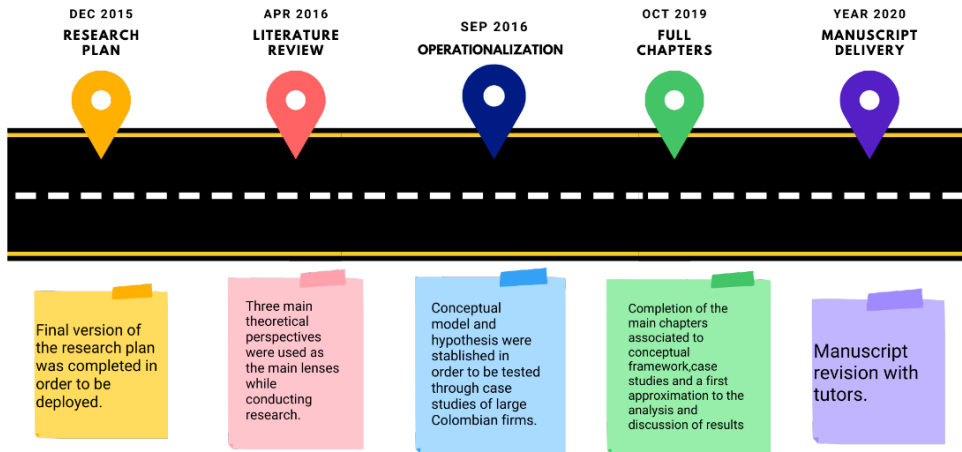 DEC 2015
RESEARCH
PLAN
APR 2016
LITERATURE
REVIEW
SEP 2016
OPERATIONALIZATION
OCT 2019
FULL
CHAPTERS
YEAR 2020
MANUSCRIPT
DELIVERY
Final version of
the research plan
was completed in
order to be
deployed.
Three main
theoretical
perspectives
were used as
the main lenses
while
conducting
research.
Conceptual
model and
hypothesis were
stablished in
order to be tested
through case
studies of large
Colombian firms.
Completion of the
main chapters
associated to
conceptual
framework,case
studies and a first
approximation to the
analysis and
discussion of results
Manuscript
revision with
tutors.